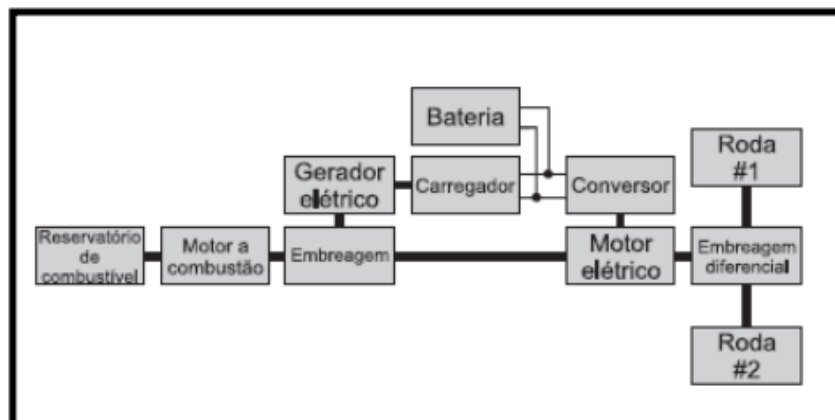 Bateria
Roda
#1
Gerador
elétrico
Carregador
Conversor
Reservatório
de
combustível
Motor a
combustão
Embreagem
Motor
elétrico
Embreagem
diferencial
Roda
#2